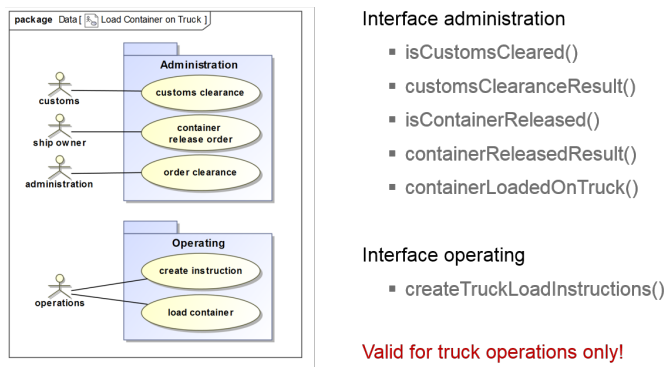 package Data [ Load Container on Truck ]
Administration
customs clearance
customs
container
release order
ship owner
order clearance
administration
Operating
create instruction
operations
load container
Interface administration
▪ isCustomsCleared()
▪ customsClearanceResult()
▪ isContainerReleased()
▪ containerReleasedResult()
▪ containerLoadedOnTruck()
Interface operating
▪ createTruckLoadInstructions()
Valid for truck operations only!